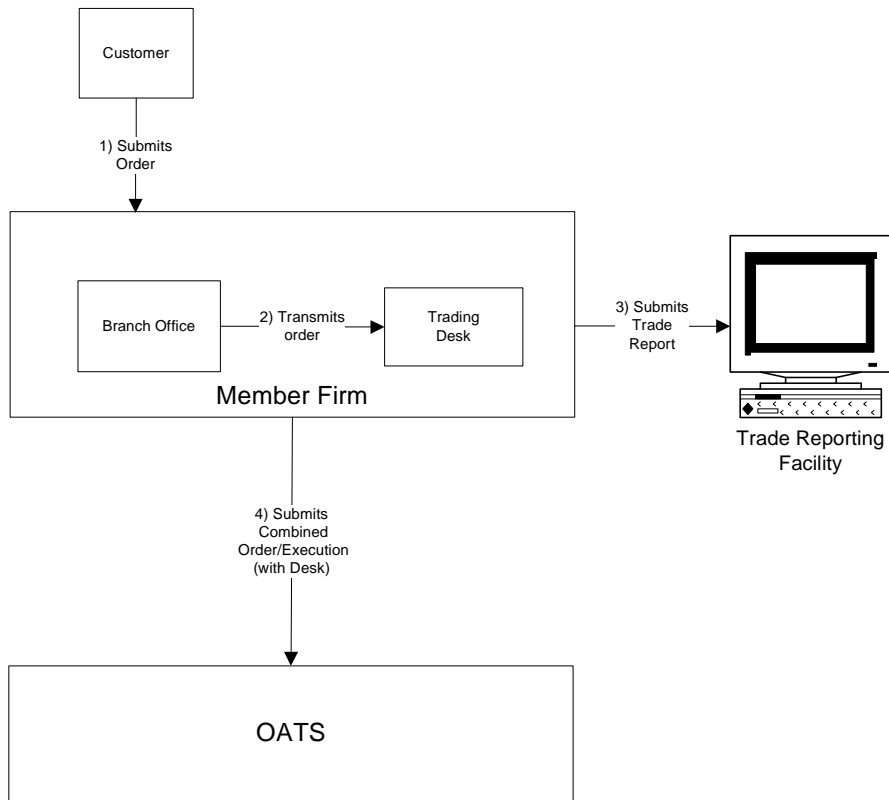 Customer
1) Submits
Order
Branch Office
2) Transmits
order
Trading
Desk
Member Firm
3) Submits
Trade
Report
Trade Reporting
Facility
4) Submits
Combined
Order/Execution
(with Desk)
OATS